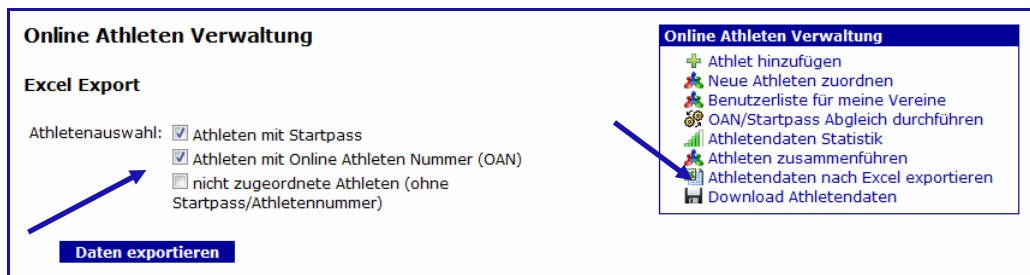 Online Athleten Verwaltung
Excel Export
Athletenauswahl:
Athleten mit Startpass
Athleten mit Online Athleten Nummer (OAN)
nicht zugeordnete Athleten (ohne
Startpass/Athletennummer)
Daten exportieren
Online Athleten Verwaltung
Athlet hinzufügen
Neue Athleten zuordnen
Benutzerliste für meine Vereine
OAN/Startpass Abgleich durchführen
Athletendaten Statistik
Athleten zusammenführen
Athletendaten nach Excel exportieren
Download Athletendaten